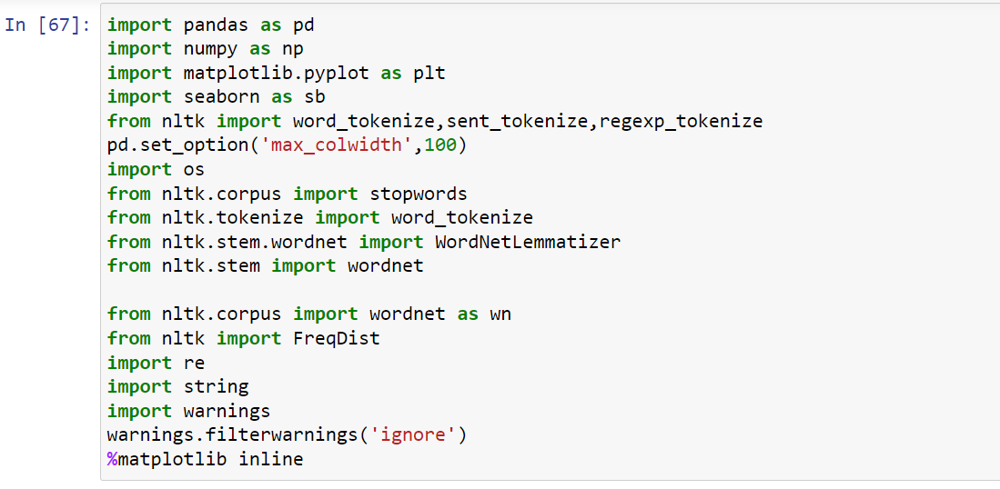 In [67]: import pandas as pd
import numpy as np
import matplotlib.pyplot as plt
import seaborn as sb
from nltk import word_tokenize,sent_tokenize,regexp_tokenize
pd.set_option('max_colwidth',100)
import os
from nltk.corpus import stopwords
from nltk.tokenize import word_tokenize
from nltk.stem.wordnet import WordNetLemmatizer
from nltk.stem import wordnet

from nltk.corpus import wordnet as wn
from nltk import FreqDist
import re
import string
import warnings
warnings.filterwarnings('ignore')
%matplotlib inline